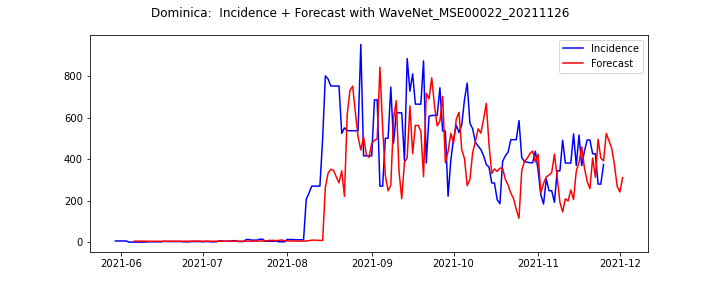 Dominica:  Incidence + Forecast with WaveNet_MSE00022_20211126
Incidence
Forecast
800
600
400
200
0
2021-06 2021-07 2021-08 2021-09 2021-10 2021-11 2021-12